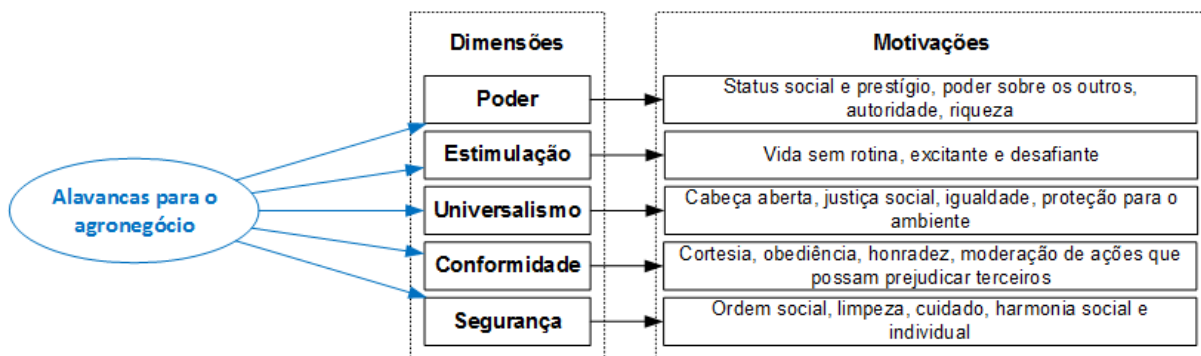 Dimensões
Motivações
Poder
Status social e prestígio, poder sobre os outros,
autoridade, riqueza
Estimulação
Vida sem rotina, excitante e desafiante
Alavancas para o
agronegócio
Universalismo
Cabeça aberta, justiça social, igualdade, proteção para o
ambiente
Conformidade
Cortesia, obediência, honradez, moderação de ações que
possam prejudicar terceiros
Segurança
Ordem social, limpeza, cuidado, harmonia social e
individual